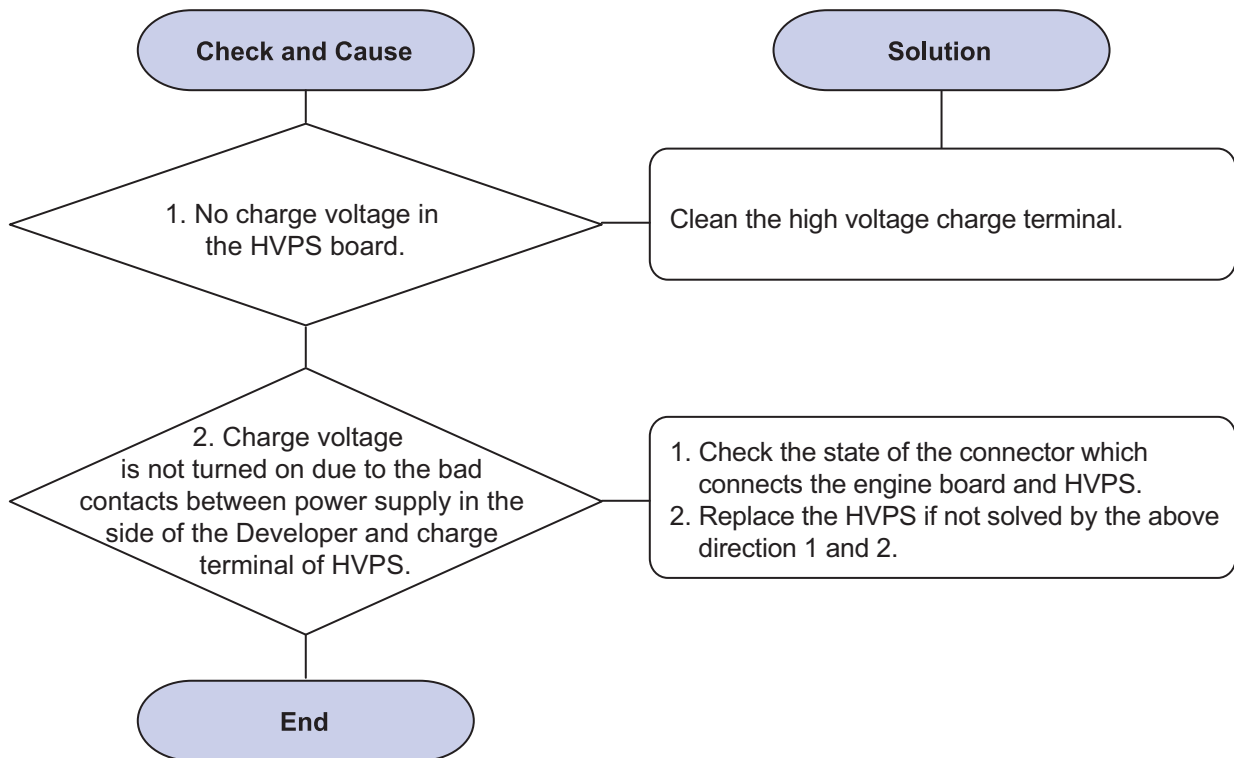 Check and Cause
Solution
1. No charge voltage in
the HVPS board.
Clean the high voltage charge terminal.
2. Charge voltage
is not turned on due to the bad
contacts between power supply in the
side of the Developer and charge
terminal of HVPS.
1. Check the state of the connector which
connects the engine board and HVPS.
2. Replace the HVPS if not solved by the above
direction 1 and 2.
End